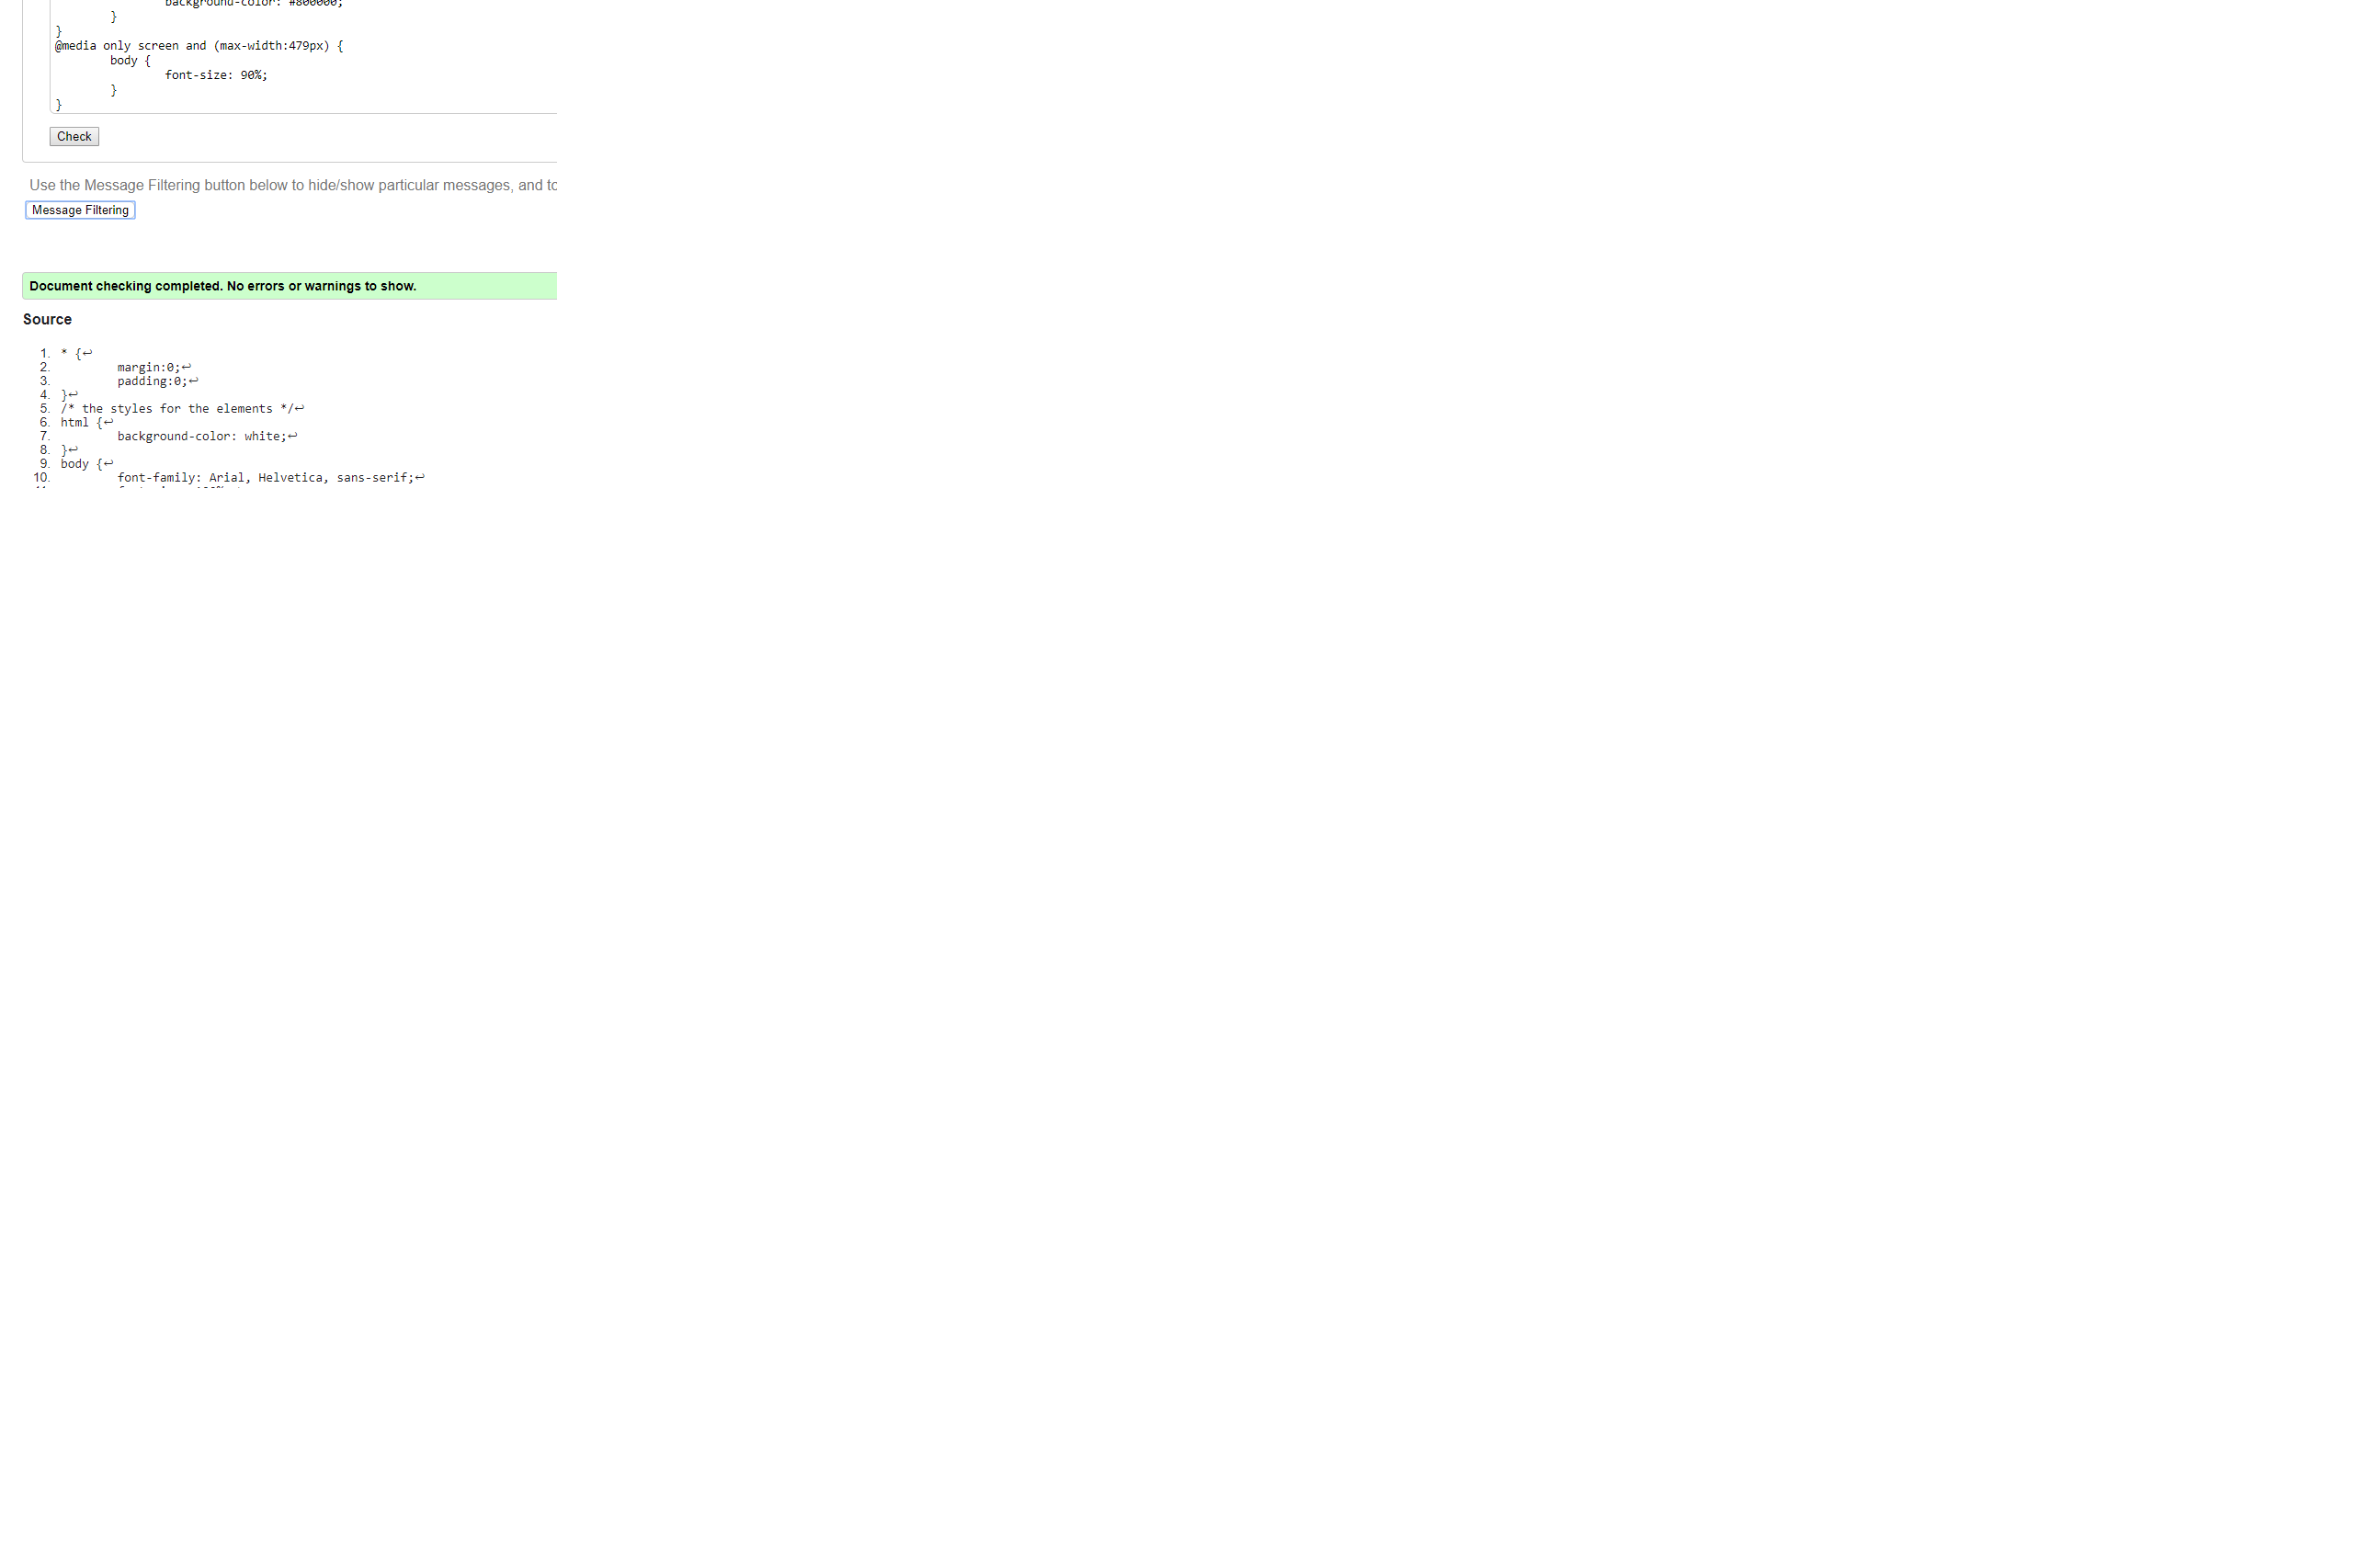 background-color: #800000;
}
}
@media only screen and (max-width:479px) {
body {
font-size: 90%;
}
}
Check
Use the Message Filtering button below to hide/show particular messages, and to
Message Filtering
Document checking completed. No errors or warnings to show.
Source
1. * {↩
2. margin:0;↩
3. padding:0;↩
4. }↩
5. /* the styles for the elements */↩
6. html {↩
7. background-color: white;↩
8. }↩
9. body {↩
10. font-family: Arial, Helvetica, sans-serif;↩